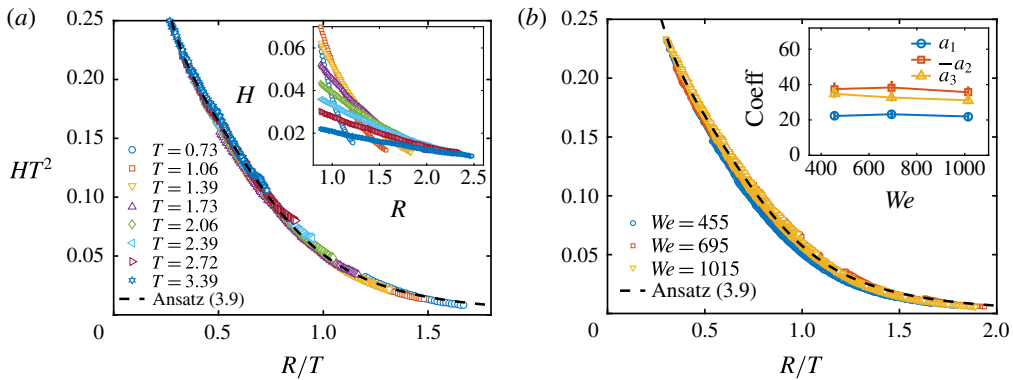 (a)
0.25
0.20
0.15
0.10
0.05
0
0.5
1.0
1.5
HT²
R/T
T = 0.73
T = 1.06
T = 1.39
T = 1.73
T = 2.06
T = 2.39
T = 2.72
T = 3.39
Ansatz (3.9)
0.06
0.04
0.02
H
1.0
1.5
2.0
2.5
R
(b)
0.25
0.20
0.15
0.10
0.05
0
0.5
1.0
1.5
2.0
R/T
We = 455
We = 695
We = 1015
Ansatz (3.9)
60
40
20
0
Coeff
400
600
800
1000
We
a₁
−a₂
a₃